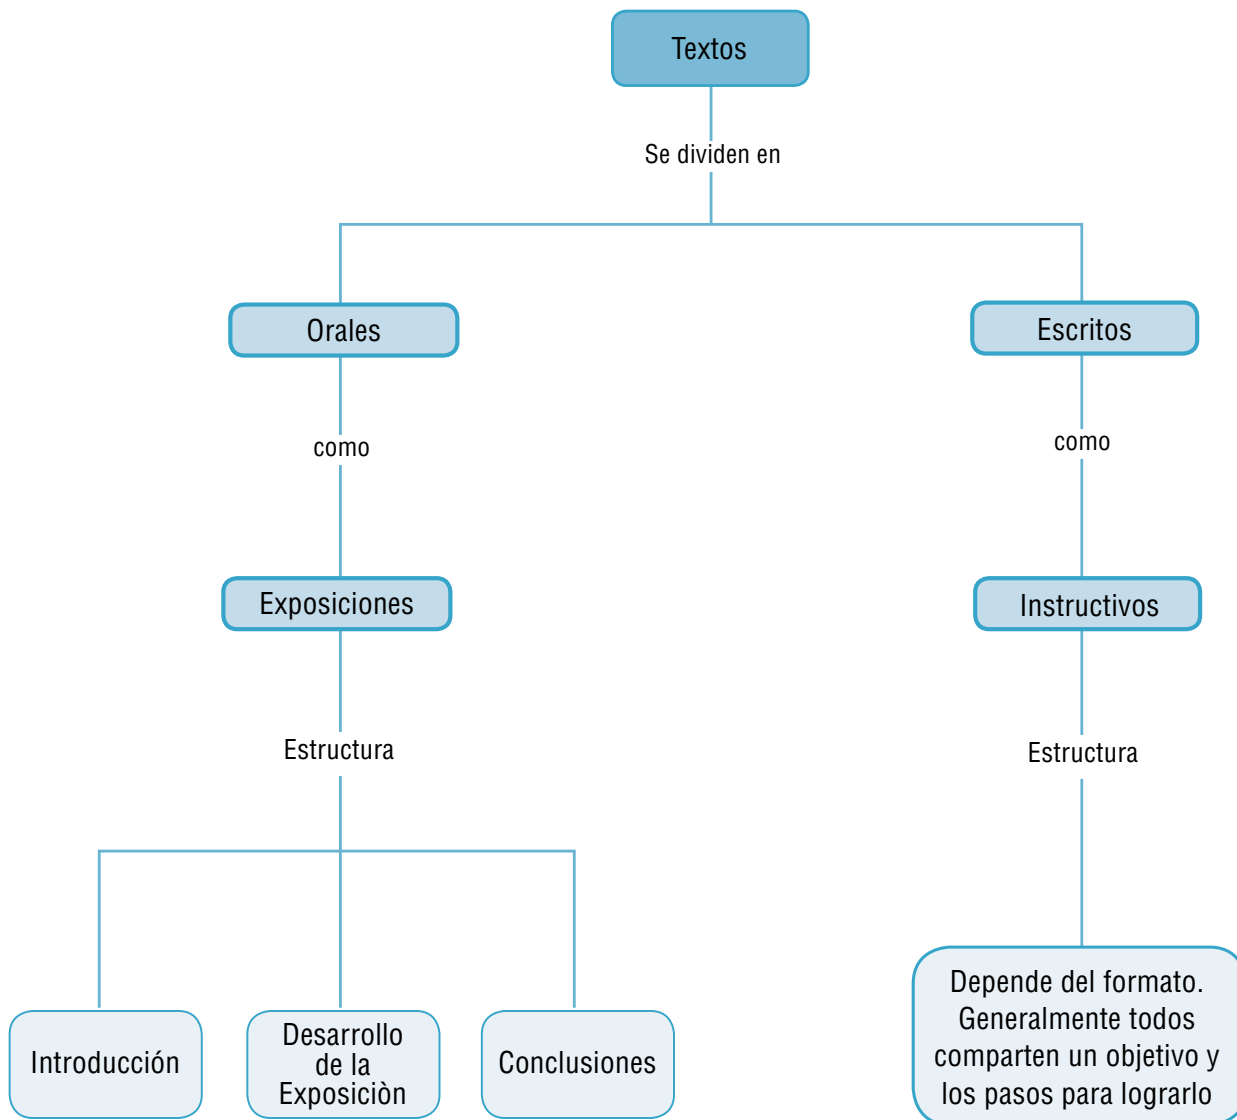 Textos
Se dividen en
Orales
Escritos
como
como
Exposiciones
Instructivos
Estructura
Estructura
Introducción
Desarrollo
de la
Exposiciòn
Conclusiones
Depende del formato.
Generalmente todos
comparten un objetivo y
los pasos para lograrlo